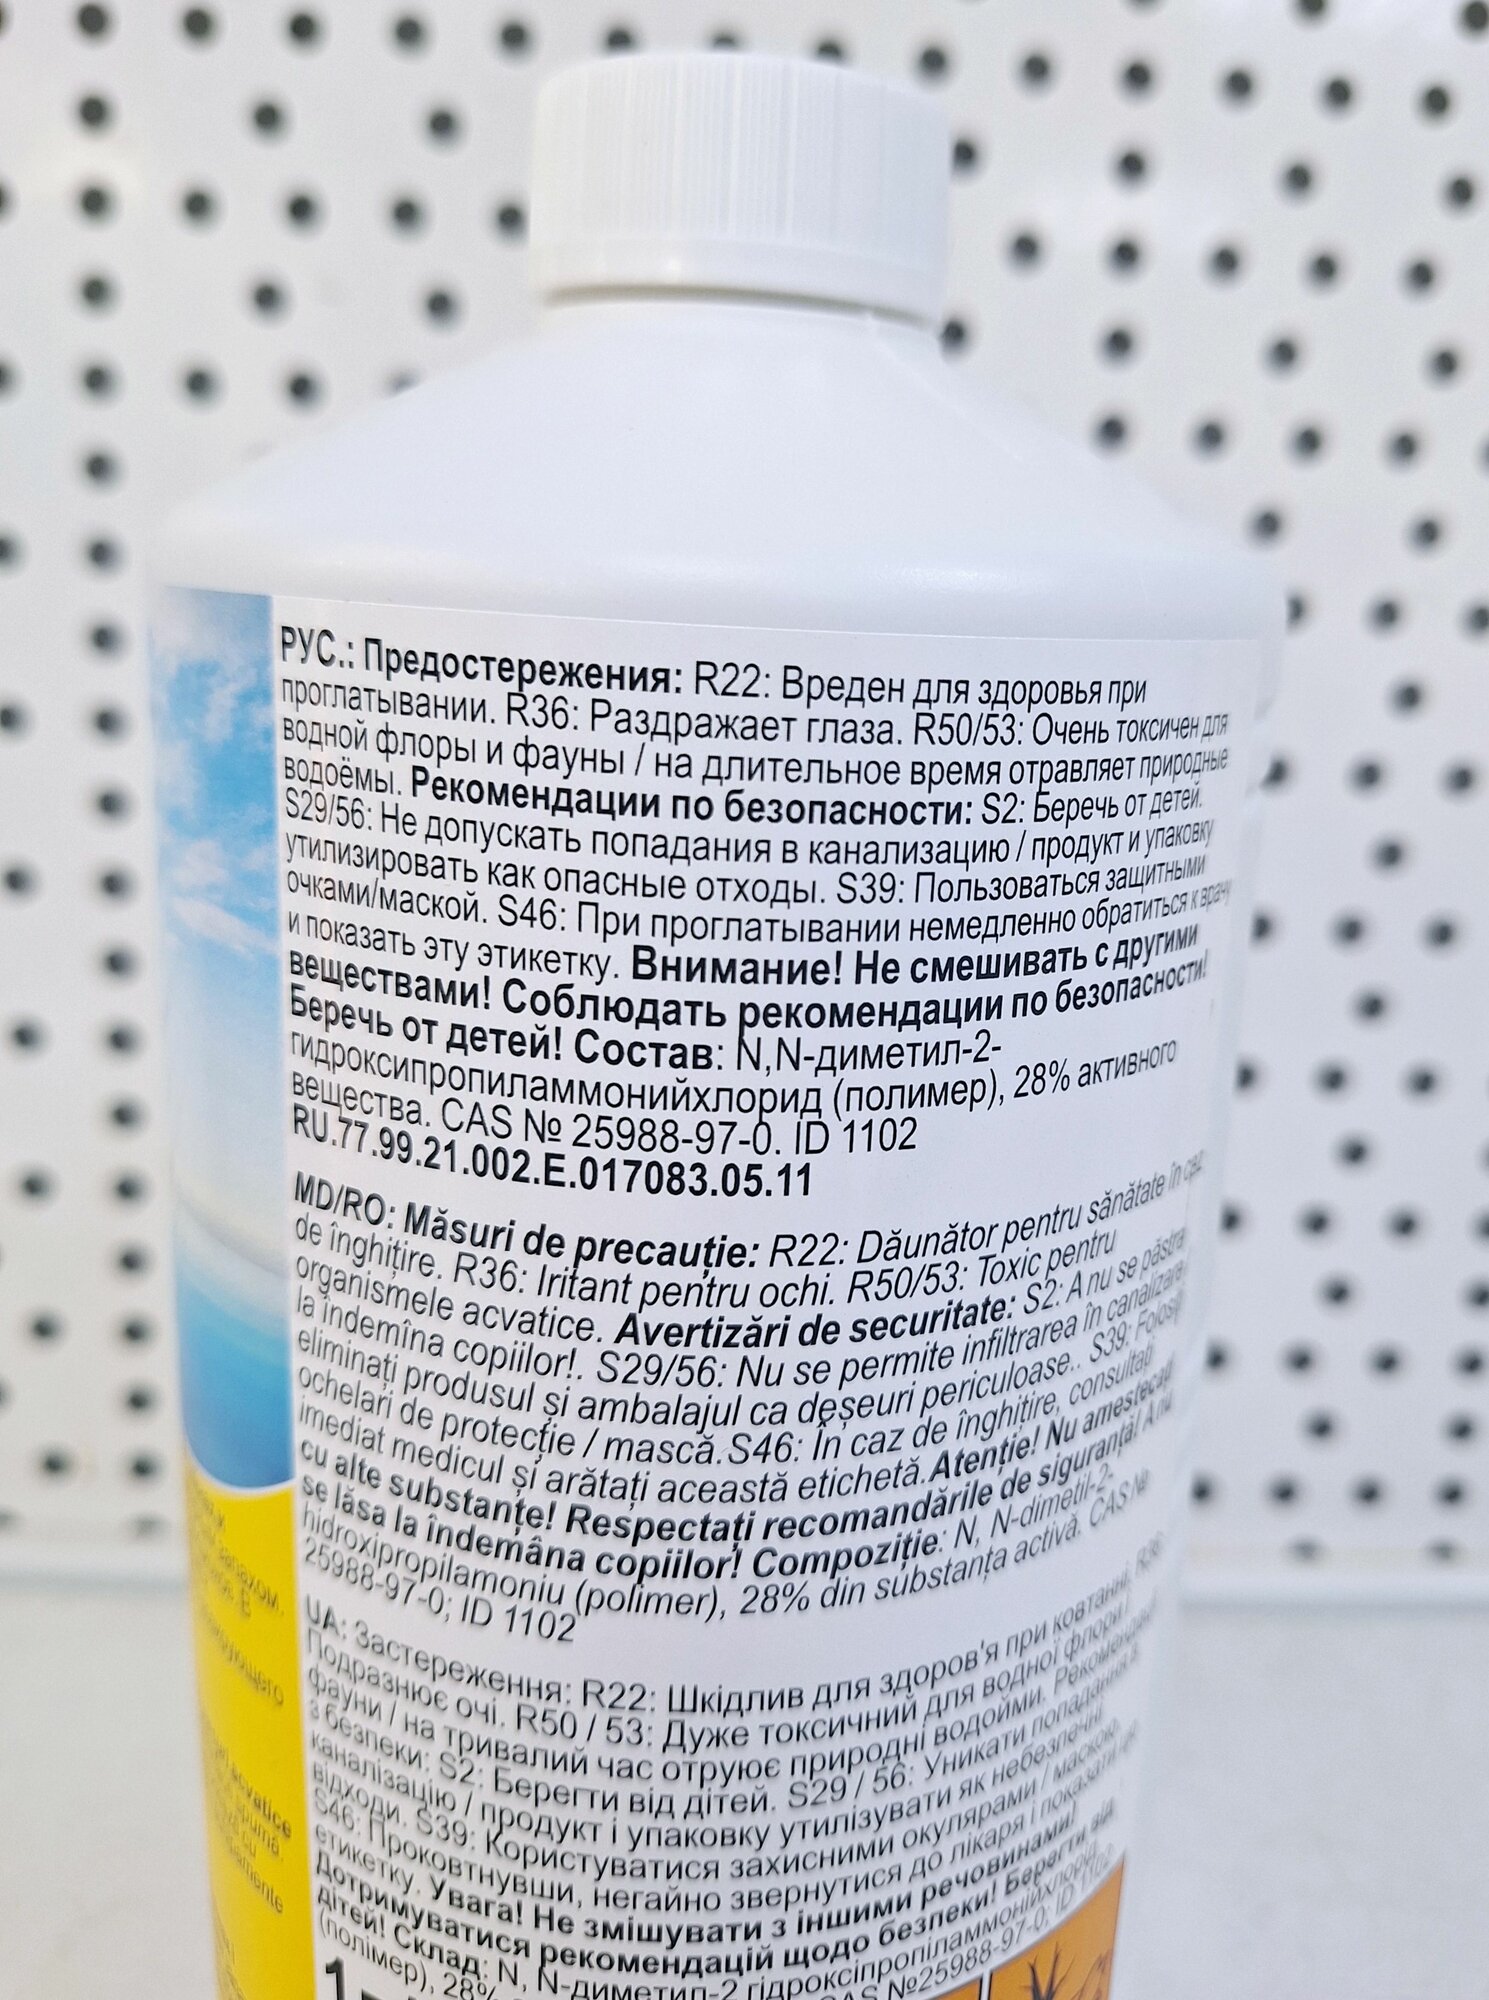 РУС.: Предостережения: R22: Вреден для здоровья при
проглатывании. R36: Раздражает глаза. R50/53: Очень токсичен для
водной флоры и фауны / на длительное время отравляет природные
водоёмы. Рекомендации по безопасности: S2: Беречь от детей.
S29/56: Не допускать попадания в канализацию / продукт и упаковку
утилизировать как опасные отходы. S39: Пользоваться защитными
очками/маской. S46: При проглатывании немедленно обратиться к врачу
и показать эту этикетку. Внимание! Не смешивать с другими
веществами! Соблюдать рекомендации по безопасности!
Беречь от детей! Состав: N,N-диметил-2-
гидроксипропиламмонийхлорид (полимер), 28% активного
вещества. CAS № 25988-97-0. ID 1102
RU.77.99.21.002.E.017083.05.11
MD/RO: Măsuri de precauție: R22: Dăunător pentru sănătate în caz
de înghițire. R36: Iritant pentru ochi. R50/53: Toxic pentru
organismele acvatice. Avertizări de securitate: S2: A nu se păstra
la îndemîna copiilor!. S29/56: Nu se permite infiltrarea în canalizare
eliminați produsul și ambalajul ca deșeuri periculoase.. S39: Folosiți
ochelari de protecție / mască. S46: În caz de înghițire, consultați
imediat medicul și arătați această etichetă. Atenție! Nu amestecați
cu alte substanțe! Respectați recomandările de siguranță! A nu
se lăsa la îndemâna copiilor! Compoziție: N, N-dimetil-2-
hidroxipropilamoniu (polimer), 28% din substanța activă, CAS №
25988-97-0; ID 1102
UA: Застереження: R22: Шкідлив для здоров'я при ковтанні. R36:
Подразнює очі. R50 / 53: Дуже токсичний для водної флори /
фауни / на тривалий час отруює природні водойми. Рекомендації
з безпеки: S2: Берегти від дітей. S29 / 56: Уникати попадання в
каналізацію / продукт і упаковку утилізувати як небезпечні
відходи. S39: Користуватися захисними окулярами / маскою.
S46: Проковтнувши, негайно звернутися до лікаря і показати цю
етикетку. Увага! Не змішувати з іншими речовинами!
Дотримуватися рекомендацій щодо безпеки! Берегти від
дітей! Склад: N, N-диметил-2 гідроксіпропіламмонійхлорид
(полімер), 28% CAS №25988-97-0; ID 1102
acvatice
spumă.